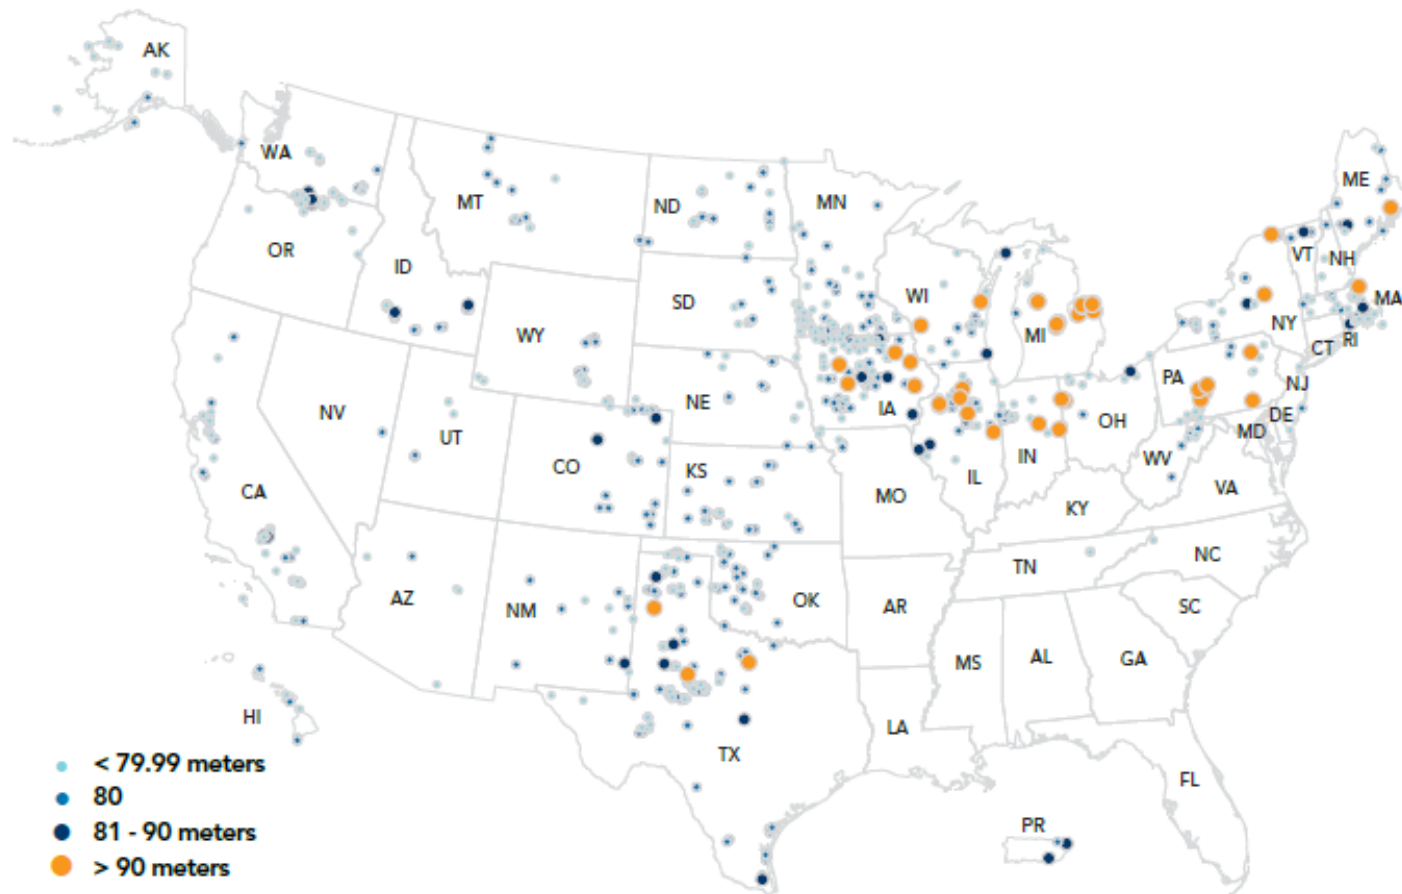 AK
WA
ME
MT
ND
MN
VT
NH
OR
ID
WI
MA
SD
NY
WY
MI
RI
CT
PA
NJ
NE
IA
NV
DE
OH
MD
UT
CO
KS
IN
WV
IL
CA
VA
MO
KY
NC
TN
AZ
NM
OK
AR
SC
MS
AL
GA
HI
LA
TX
FL
PR
< 79.99 meters
80
81 - 90 meters
> 90 meters